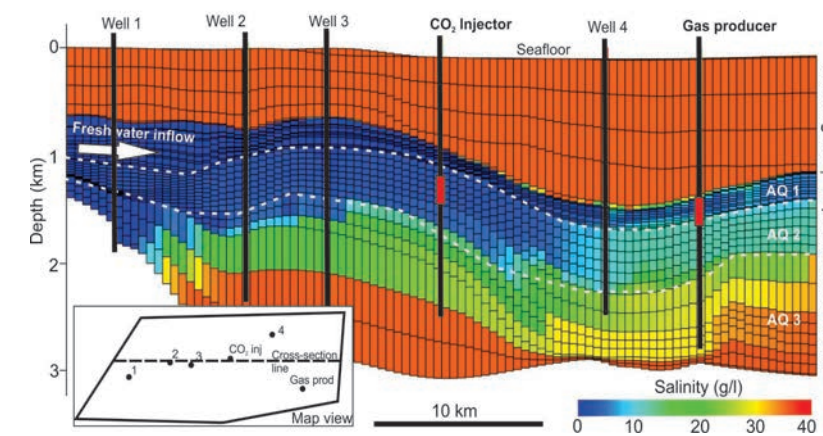 Well 1
Well 2
Well 3
CO₂ Injector
Well 4
Gas producer
Seafloor
Freshwater inflow
Depth (km)
0
1
2
3
AQ 1
AQ 2
AQ 3
1
2
3
CO₂ inj
4
Cross-section
line
Gas prod
Map view
10 km
Salinity (g/l)
0 10 20 30 40